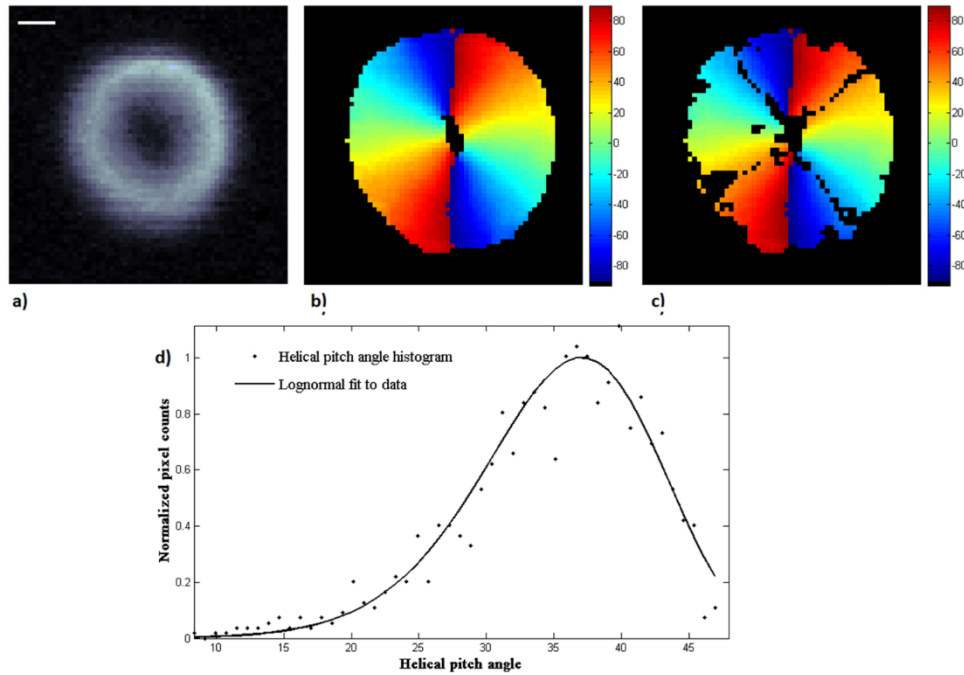 80
60
40
20
0
-20
-40
-60
-80
80
60
40
20
0
-20
-40
-60
-80
a)
b)
c)
d)
Helical pitch angle histogram
Lognormal fit to data
Normalized pixel counts
1
0.8
0.6
0.4
0.2
0
10 15 20 25 30 35 40 45
Helical pitch angle